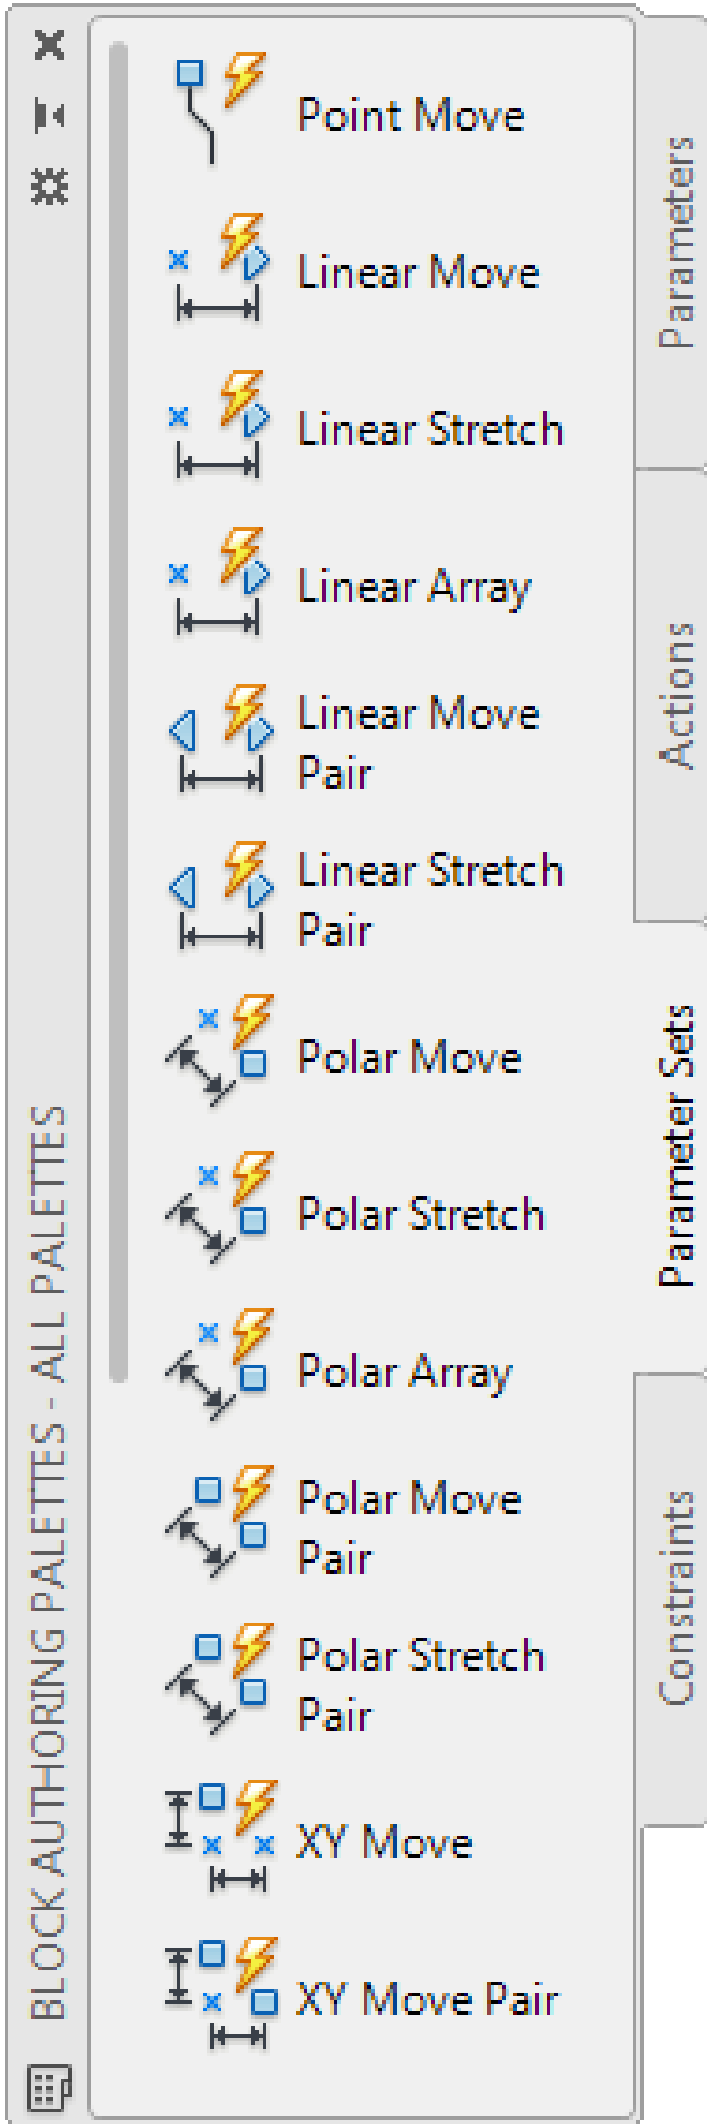 Point Move
Linear Move
Linear Stretch
Linear Array
Linear Move
Pair
Linear Stretch
Pair
Polar Move
Polar Stretch
Polar Array
Polar Move
Pair
Polar Stretch
Pair
XY Move
XY Move Pair
Parameters
Actions
Parameter Sets
Constraints
BLOCK AUTHORING PALETTES - ALL PALETTES